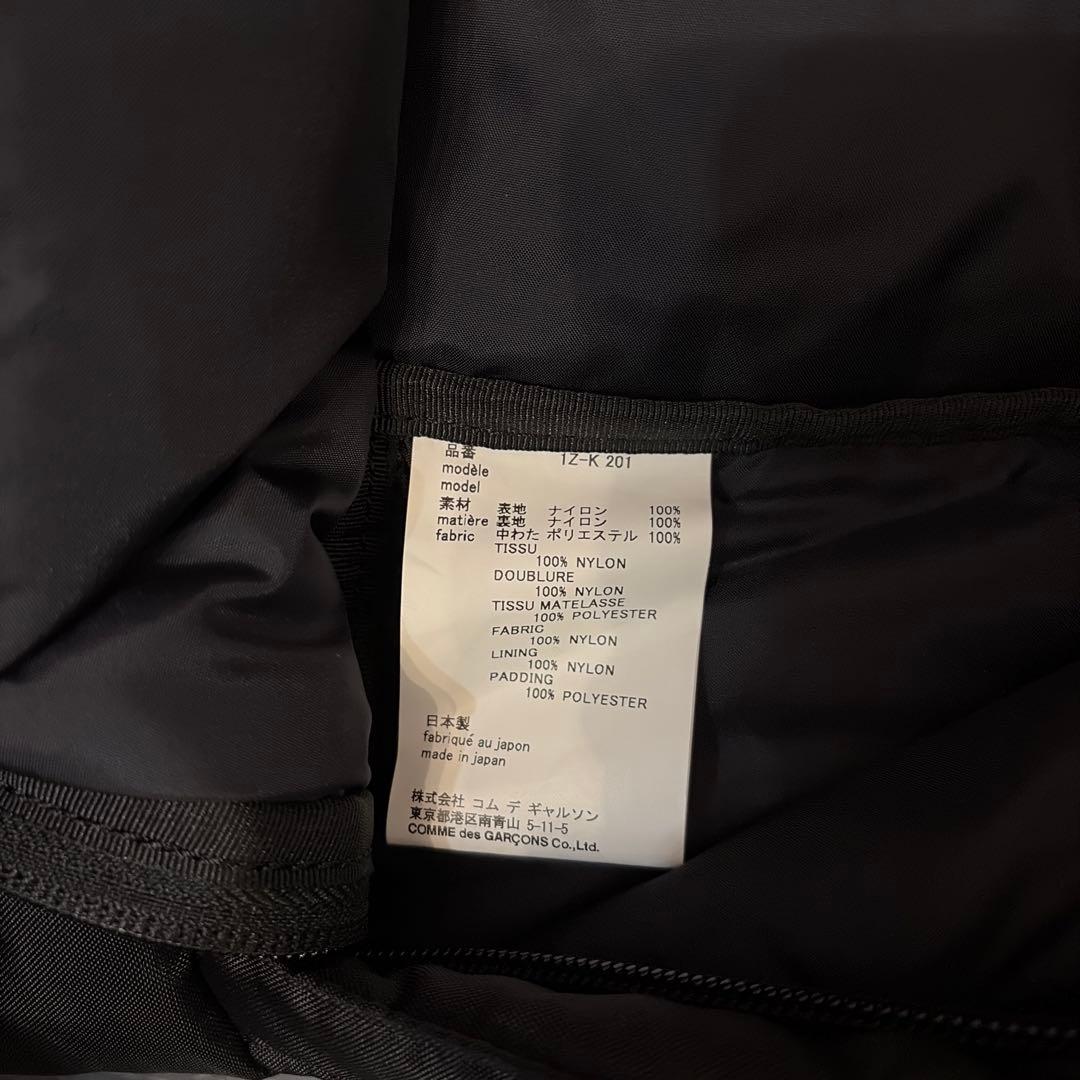 品番 1Z-K 201
modèle
model
素材 表地 ナイロン 100%
matière 裏地 ナイロン 100%
fabric 中わた ポリエステル 100%
TISSU
100% NYLON
DOUBLURE
100% NYLON
TISSU MATELASSE
100% POLYESTER
FABRIC
100% NYLON
LINING
100% NYLON
PADDING
100% POLYESTER
日本製
fabriqué au japon
made in japan
株式会社 コム デ ギャルソン
東京都港区南青山 5-11-5
COMME des GARÇONS Co.,Ltd.